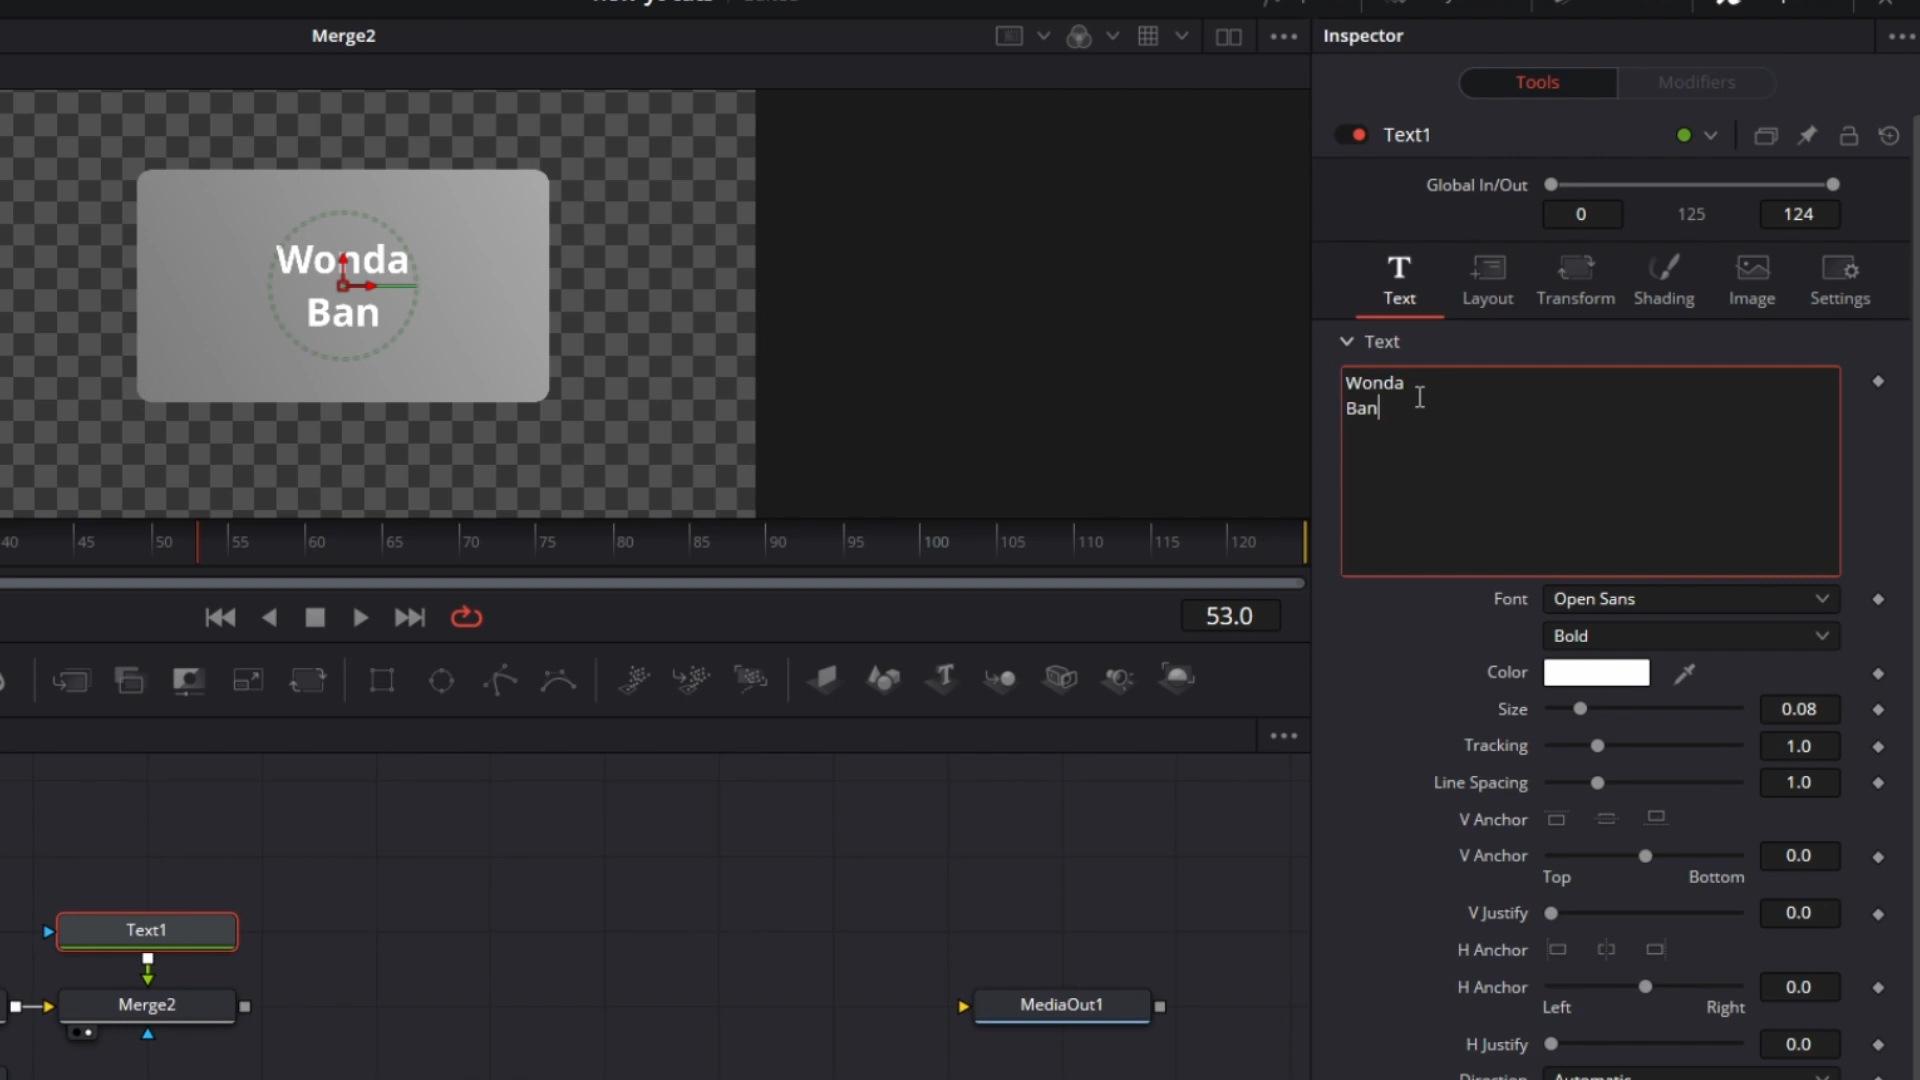 Merge2
Inspector
Tools
Modifiers
Text1
Global In/Out
0
125
124
Text
Layout
Transform
Shading
Image
Settings
Text
Wonda
Ban
Wonda
Ban
40
45
50
55
60
65
70
75
80
85
90
95
100
105
110
115
120
53.0
Font
Open Sans
Bold
Color
Size
0.08
Tracking
1.0
Line Spacing
1.0
V Anchor
V Anchor
0.0
Top
Bottom
V Justify
0.0
H Anchor
H Anchor
0.0
Left
Right
H Justify
0.0
Text1
Merge2
MediaOut1